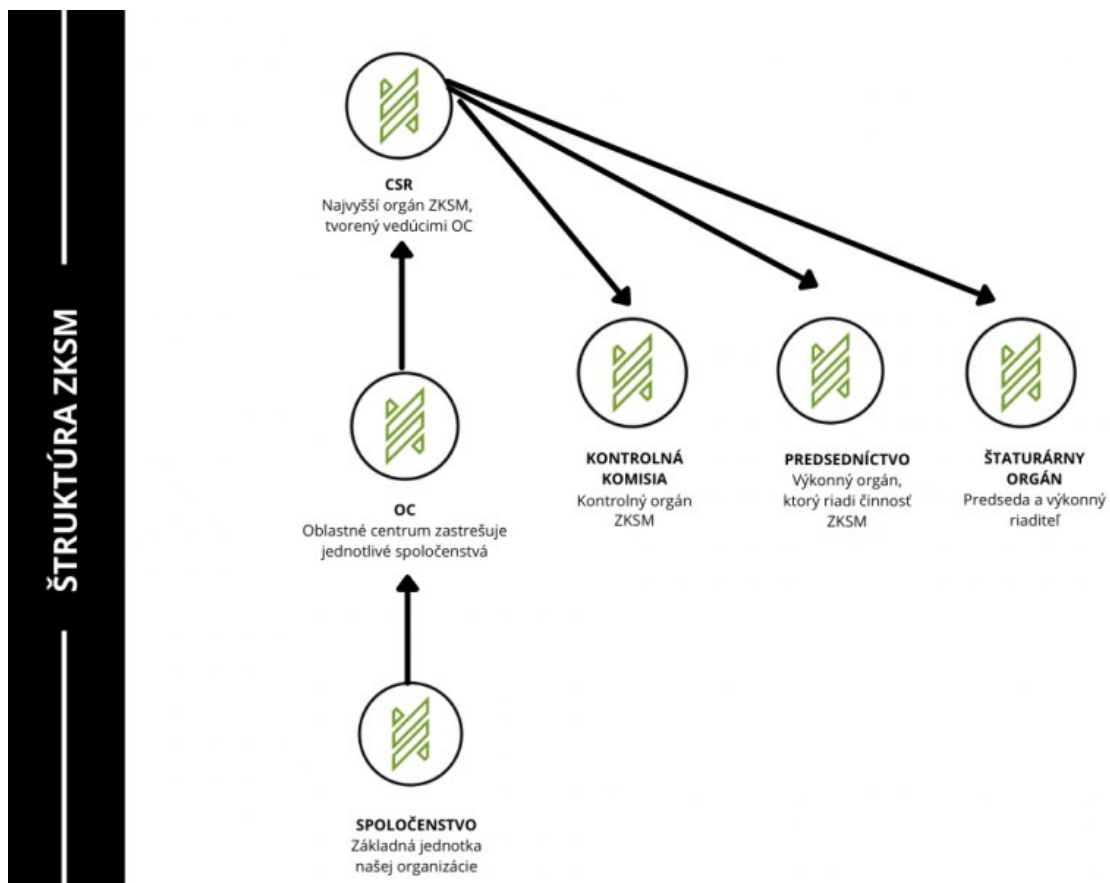 ŠTRUKTÚRA ZKSM
CSR
Najvyšší orgán ZKSM,
tvorený vedúcimi OC
OC
Oblastné centrum zastrešuje
jednotlivé spoločenstvá
SPOLOČENSTVO
Základná jednotka
našej organizácie
KONTROLNÁ
KOMISIA
Kontrolný orgán
ZKSM
PREDSEDNÍCTVO
Výkonný orgán,
ktorý riadi činnosť
ZKSM
ŠTATURÁRNY
ORGÁN
Predseda a výkonný
riaditeľ